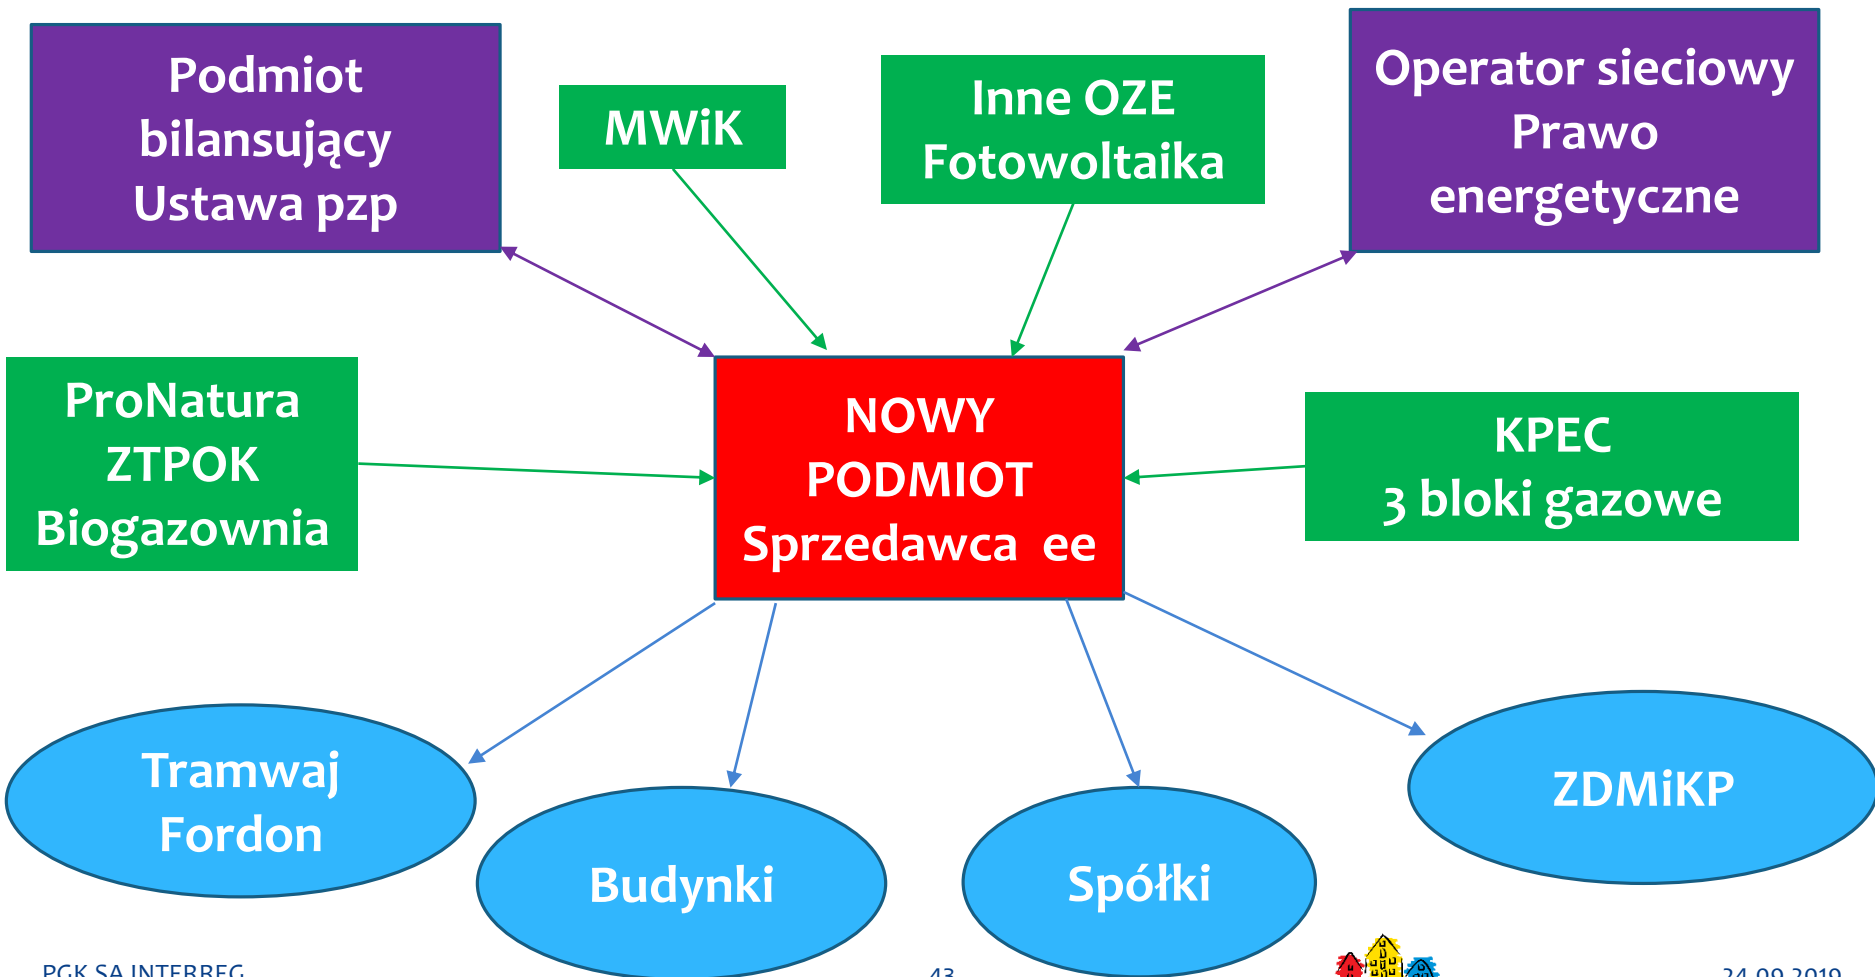 Podmiot
bilansujący
Ustawa pzp
MWiK
Inne OZE
Fotowoltaika
Operator sieciowy
Prawo
energetyczne
ProNatura
ZTPOK
Biogazownia
NOWY
PODMIOT
Sprzedawca ee
KPEC
3 bloki gazowe
Tramwaj
Fordon
Budynki
Spółki
ZDMiKP
PGK SA INTERREG
43
24.09.2019